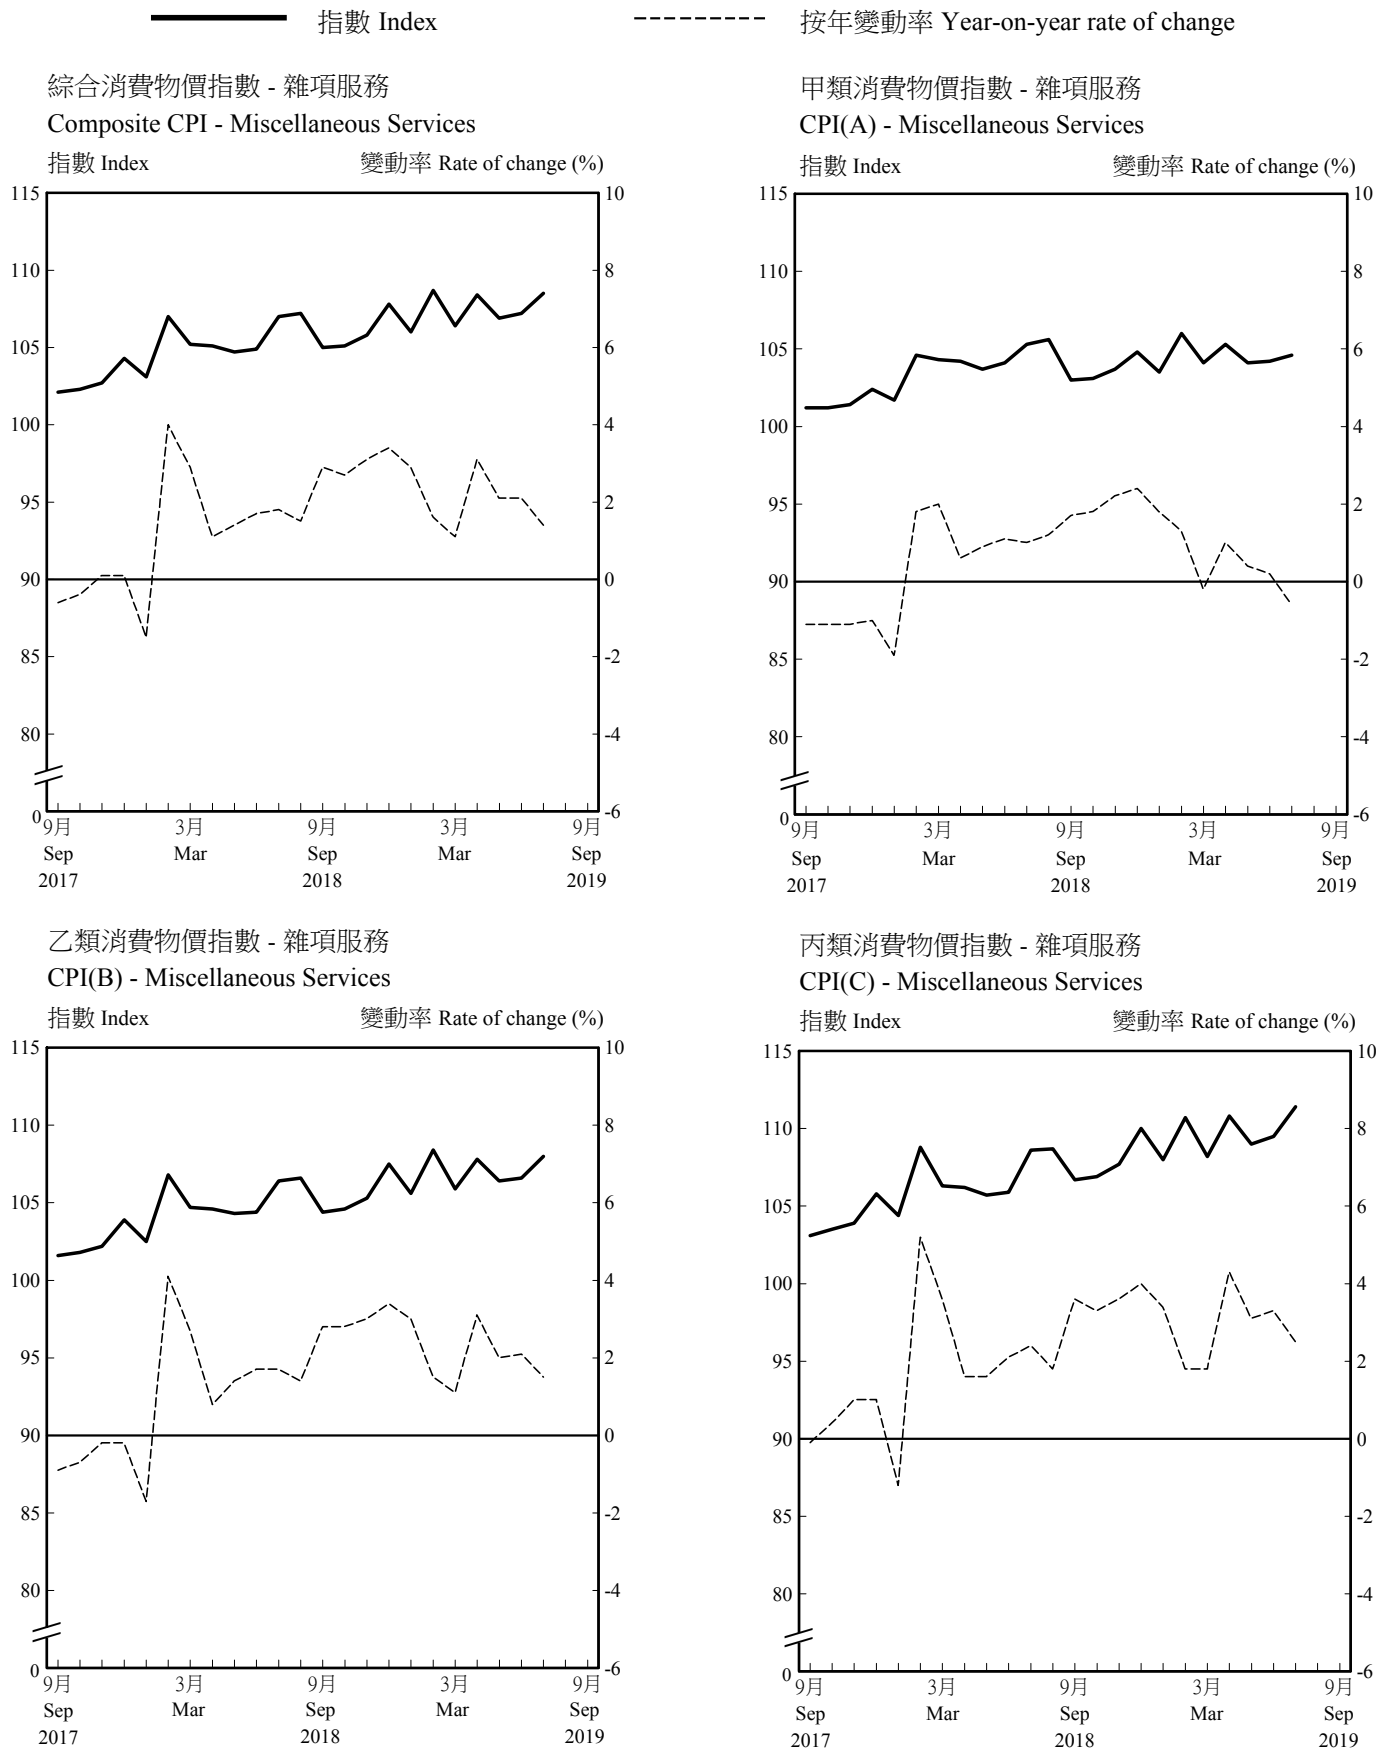 指數 Index
按年變動率 Year-on-year rate of change
綜合消費物價指數 - 雜項服務
Composite CPI - Miscellaneous Services
指數 Index 變動率 Rate of change (%)
115 10
110 8
105 6
100 4
95 2
90 0
85 -2
80 -4
0 -6
9月 3月 9月 3月 9月
Sep Mar Sep Mar Sep
2017 2018 2019
甲類消費物價指數 - 雜項服務
CPI(A) - Miscellaneous Services
指數 Index 變動率 Rate of change (%)
115 10
110 8
105 6
100 4
95 2
90 0
85 -2
80 -4
0 -6
9月 3月 9月 3月 9月
Sep Mar Sep Mar Sep
2017 2018 2019
乙類消費物價指數 - 雜項服務
CPI(B) - Miscellaneous Services
指數 Index 變動率 Rate of change (%)
115 10
110 8
105 6
100 4
95 2
90 0
85 -2
80 -4
0 -6
9月 3月 9月 3月 9月
Sep Mar Sep Mar Sep
2017 2018 2019
丙類消費物價指數 - 雜項服務
CPI(C) - Miscellaneous Services
指數 Index 變動率 Rate of change (%)
115 10
110 8
105 6
100 4
95 2
90 0
85 -2
80 -4
0 -6
9月 3月 9月 3月 9月
Sep Mar Sep Mar Sep
2017 2018 2019